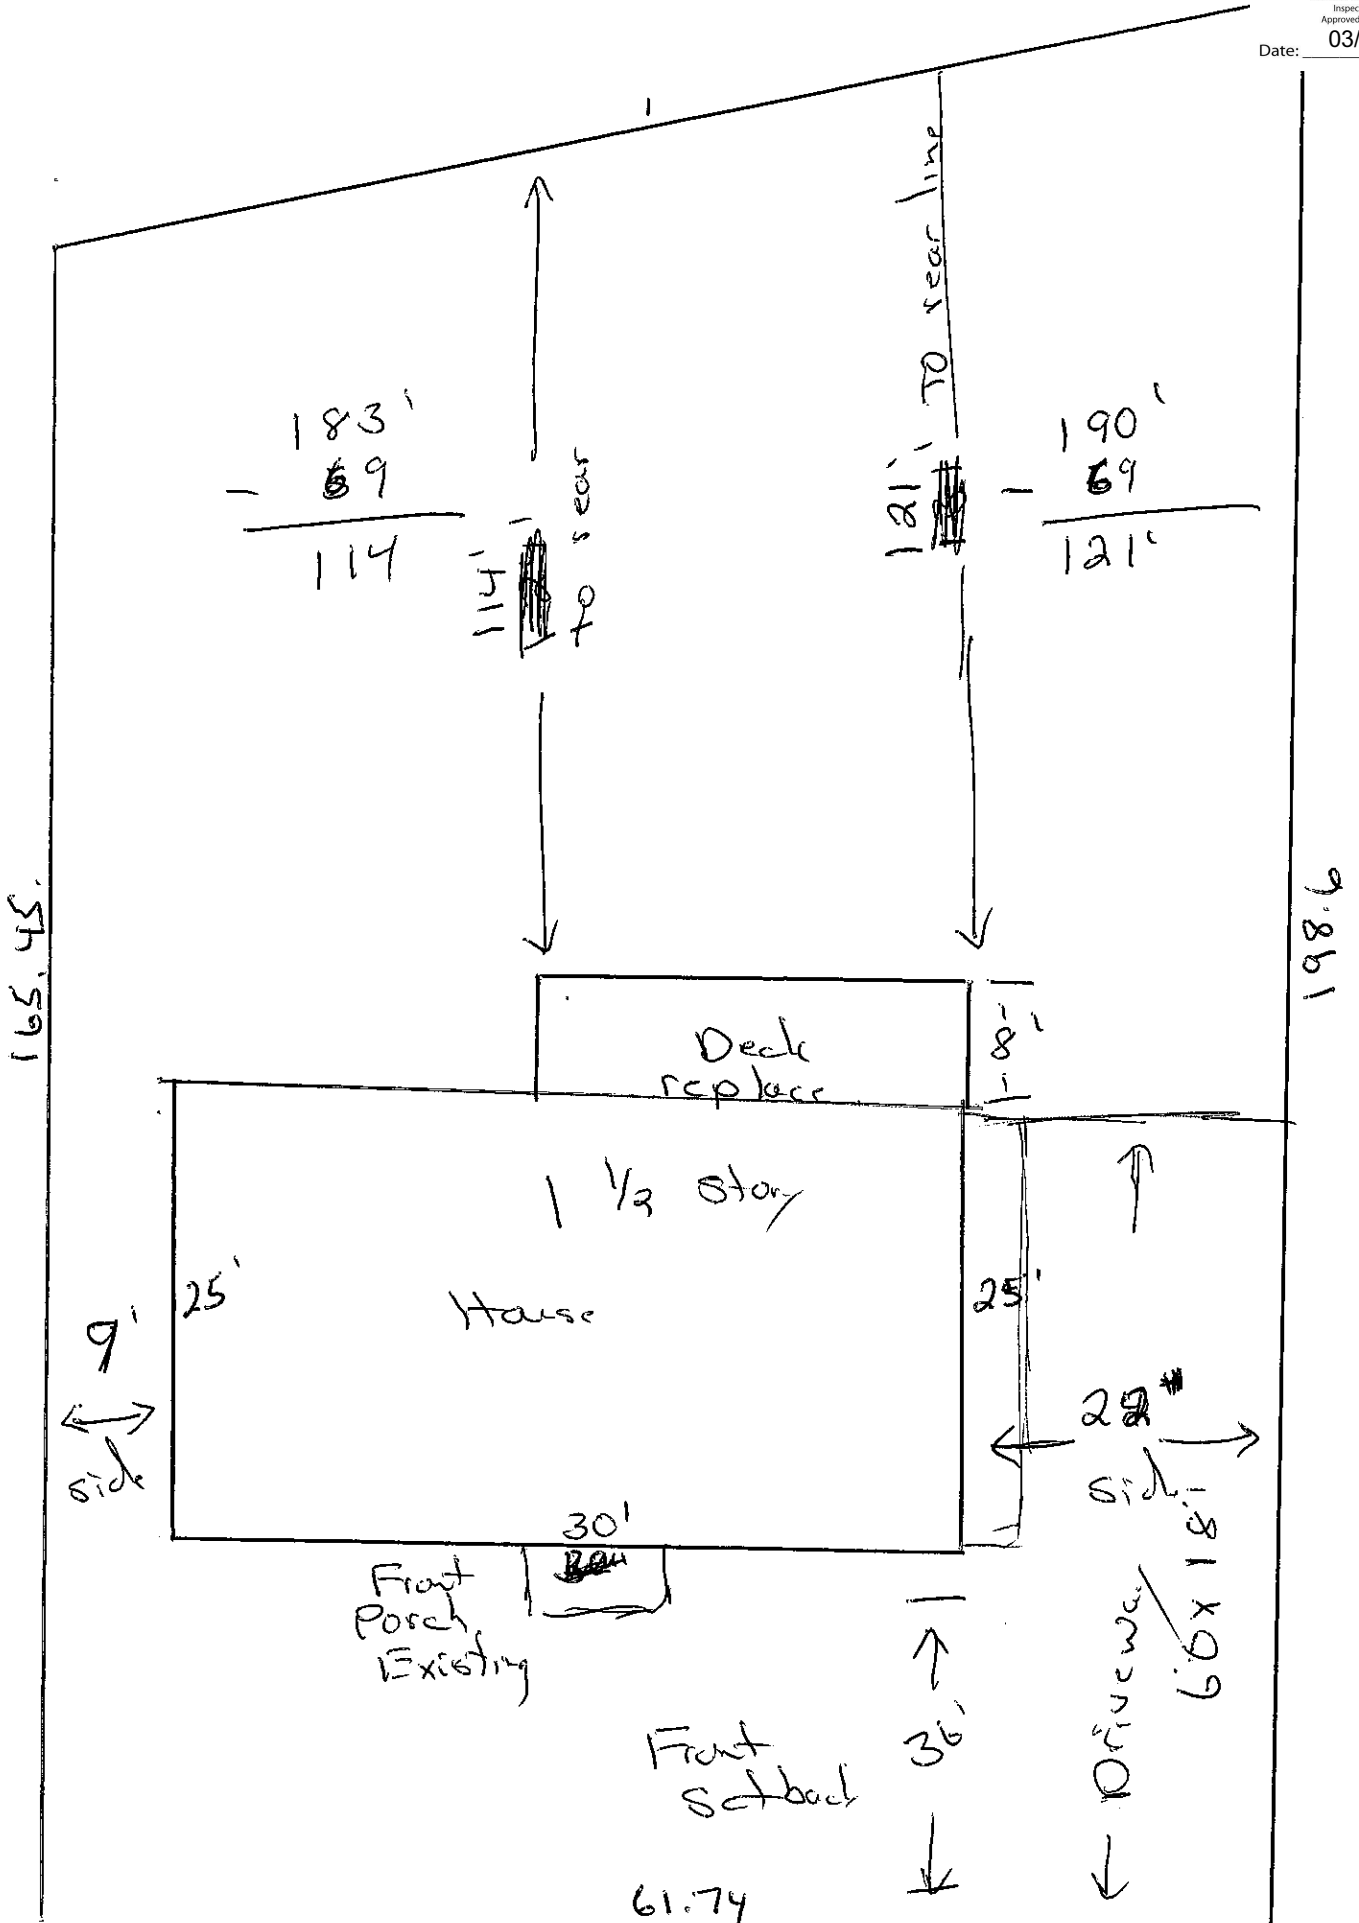 Inspec
Approved
Date: 03/
TO rear line
183'
- 69
114
114'
to rear
121'
190'
- 69
121'
165.45
198.6
Deck
replace
8'
1 1/2 Story
House
25'
25'
9'
side
22
side
30'
Front
Porch
Existing
Front
Setback
36'
Driveway
60 x 18'
61.74